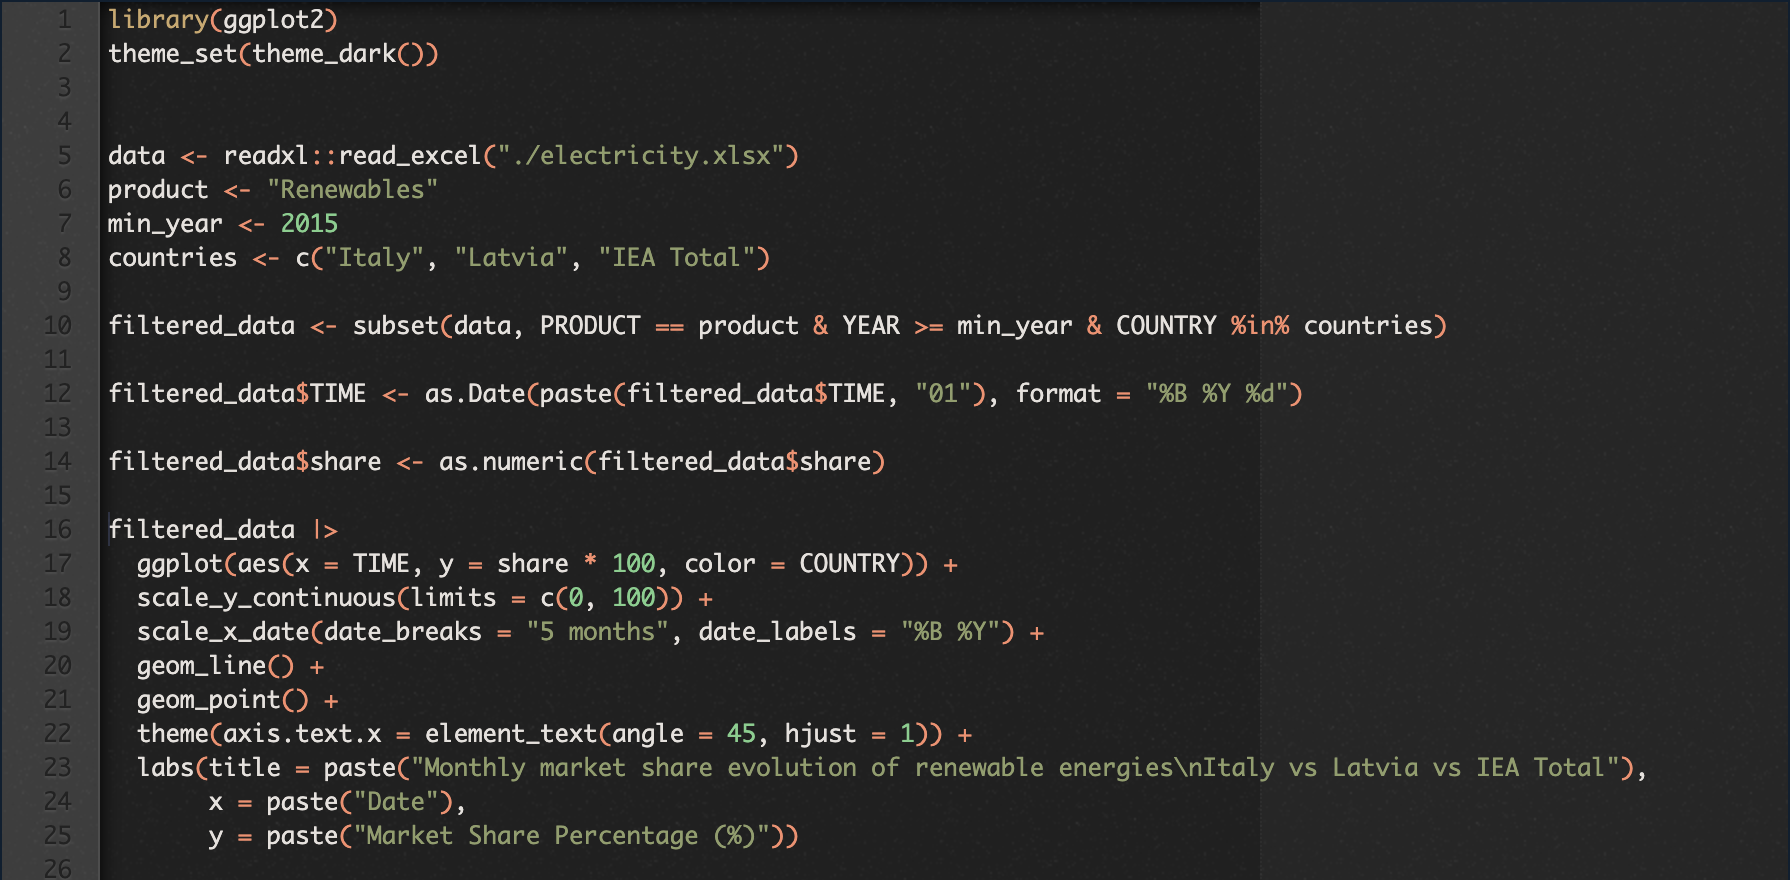 1 library(ggplot2)
2 theme_set(theme_dark())
3
4
5 data <- readxl::read_excel("./electricity.xlsx")
6 product <- "Renewables"
7 min_year <- 2015
8 countries <- c("Italy", "Latvia", "IEA Total")
9
10 filtered_data <- subset(data, PRODUCT == product & YEAR >= min_year & COUNTRY %in% countries)
11
12 filtered_data$TIME <- as.Date(paste(filtered_data$TIME, "01"), format = "%B %Y %d")
13
14 filtered_data$share <- as.numeric(filtered_data$share)
15
16 filtered_data |>
17   ggplot(aes(x = TIME, y = share * 100, color = COUNTRY)) +
18   scale_y_continuous(limits = c(0, 100)) +
19   scale_x_date(date_breaks = "5 months", date_labels = "%B %Y") +
20   geom_line() +
21   geom_point() +
22   theme(axis.text.x = element_text(angle = 45, hjust = 1)) +
23   labs(title = paste("Monthly market share evolution of renewable energies\nItaly vs Latvia vs IEA Total"),
24        x = paste("Date"),
25        y = paste("Market Share Percentage (%)"))
26